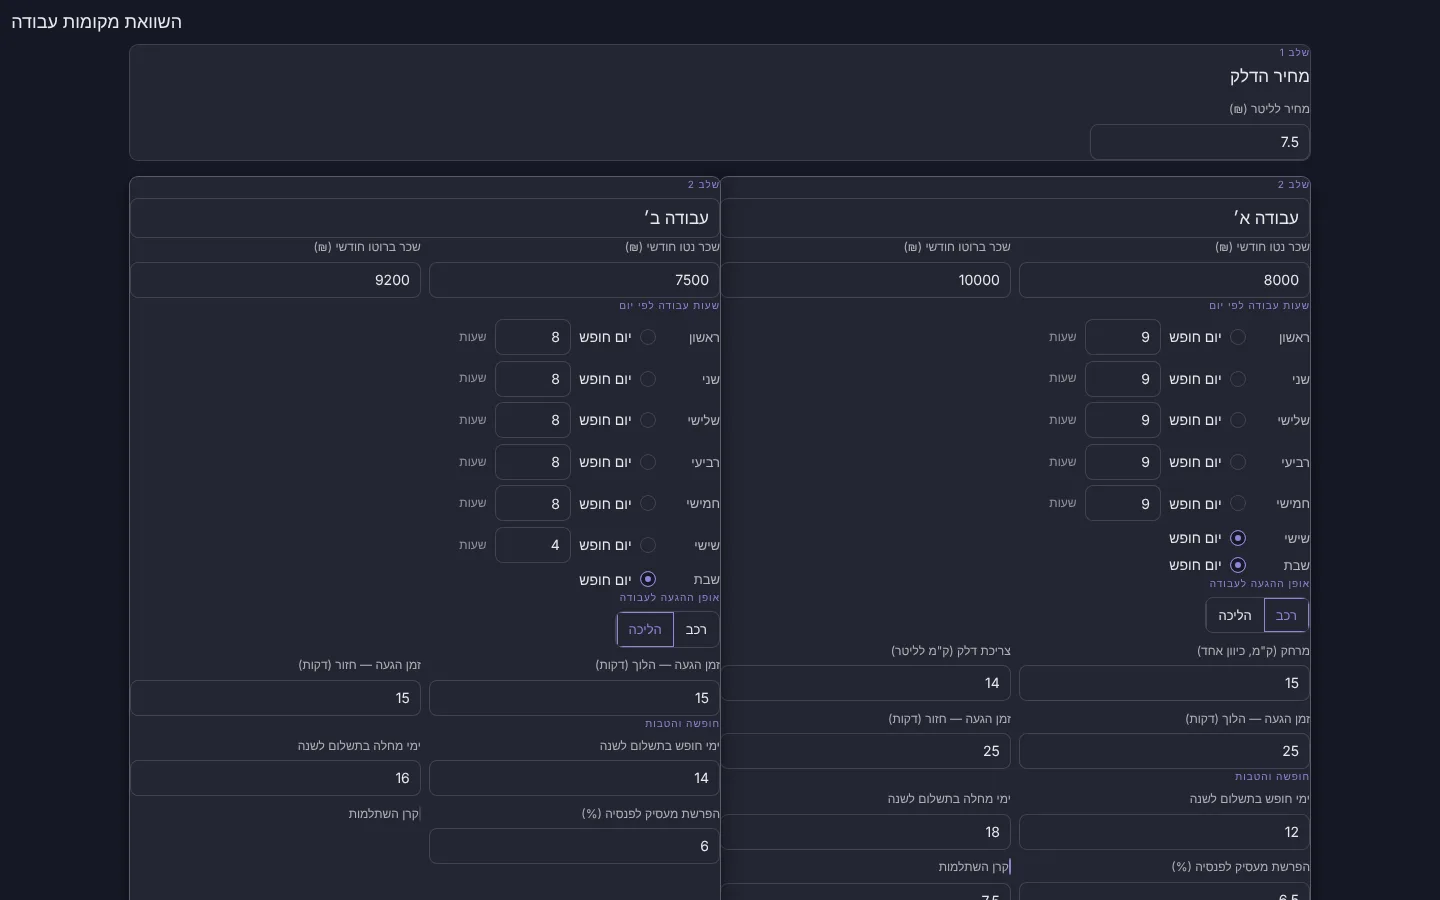 השוואת מקומות עבודה
שלב 1
מחיר הדלק
מחיר לליטר (₪)
7.5
שלב 2
עבודה א׳
שכר נטו חודשי (₪) שכר ברוטו חודשי (₪)
8000 10000
שעות עבודה לפי יום
ראשון יום חופש 9 שעות
שני יום חופש 9 שעות
שלישי יום חופש 9 שעות
רביעי יום חופש 9 שעות
חמישי יום חופש 9 שעות
שישי יום חופש
שבת יום חופש
אופן ההגעה לעבודה
רכב הליכה
מרחק (ק"מ, כיוון אחד) צריכת דלק (ק"מ לליטר)
15 14
זמן הגעה — הלוך (דקות) זמן הגעה — חזור (דקות)
25 25
חופשה והטבות
ימי חופש בתשלום לשנה ימי מחלה בתשלום לשנה
12 18
הפרשת מעסיק לפנסיה (%) קרן השתלמות
6.5 7.5
שלב 2
עבודה ב׳
שכר נטו חודשי (₪) שכר ברוטו חודשי (₪)
7500 9200
שעות עבודה לפי יום
ראשון יום חופש 8 שעות
שני יום חופש 8 שעות
שלישי יום חופש 8 שעות
רביעי יום חופש 8 שעות
חמישי יום חופש 8 שעות
שישי יום חופש 4 שעות
שבת יום חופש
אופן ההגעה לעבודה
רכב הליכה
זמן הגעה — הלוך (דקות) זמן הגעה — חזור (דקות)
15 15
חופשה והטבות
ימי חופש בתשלום לשנה ימי מחלה בתשלום לשנה
14 16
הפרשת מעסיק לפנסיה (%) קרן השתלמות
6